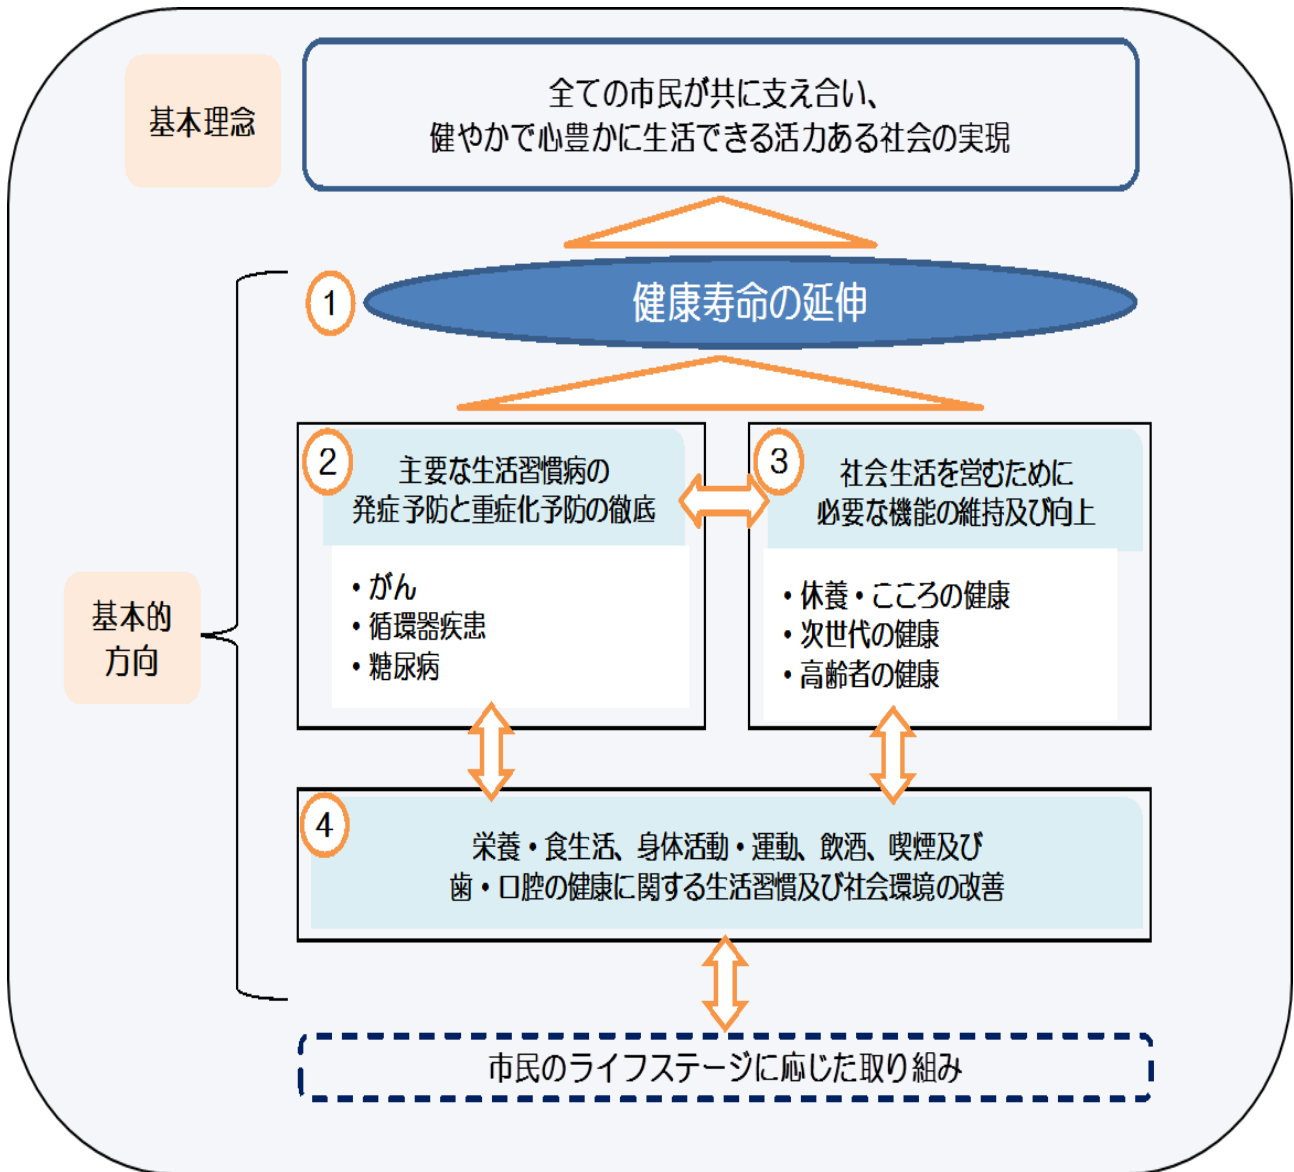 基本理念
全ての市民が共に支え合い、
健やかで心豊かに生活できる活力ある社会の実現
1
健康寿命の延伸
基本的
方向
2
主要な生活習慣病の
発症予防と重症化予防の徹底
・がん
・循環器疾患
・糖尿病
3
社会生活を営むために
必要な機能の維持及び向上
・休養・こころの健康
・次世代の健康
・高齢者の健康
4
栄養・食生活、身体活動・運動、飲酒、喫煙及び
歯・口腔の健康に関する生活習慣及び社会環境の改善
市民のライフステージに応じた取り組み